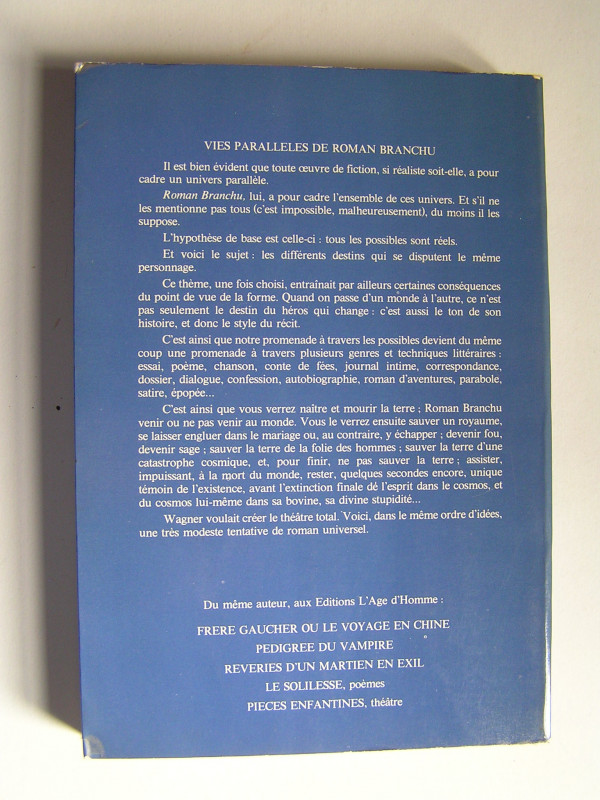 VIES PARALLELES DE ROMAN BRANCHU
Il est bien évident que toute œuvre de fiction, si réaliste soit-elle, a pour
cadre un univers parallèle.
Roman Branchu, lui, a pour cadre l'ensemble de ces univers. Et s'il ne
les mentionne pas tous (c'est impossible, malheureusement), du moins il les
suppose.
L'hypothèse de base est celle-ci : tous les possibles sont réels.
Et voici le sujet : les différents destins qui se disputent le même
personnage.
Ce thème, une fois choisi, entraînait par ailleurs certaines conséquences
du point de vue de la forme. Quand on passe d'un monde à l'autre, ce n'est
pas seulement le destin du héros qui change : c'est aussi le ton de son
histoire, et donc le style du récit.
C'est ainsi que notre promenade à travers les possibles devient du même
coup une promenade à travers plusieurs genres et techniques littéraires :
essai, poème, chanson, conte de fées, journal intime, correspondance,
dossier, dialogue, confession, autobiographie, roman d'aventures, parabole,
satire, épopée...
C'est ainsi que vous verrez naître et mourir la terre ; Roman Branchu
venir ou ne pas venir au monde. Vous le verrez ensuite sauver un royaume,
se laisser engluer dans le mariage ou, au contraire, y échapper ; devenir fou,
devenir sage ; sauver la terre de la folie des hommes ; sauver la terre d'une
catastrophe cosmique, et, pour finir, ne pas sauver la terre ; assister,
impuissant, à la mort du monde, rester, quelques secondes encore, unique
témoin de l'existence, avant l'extinction finale de l'esprit dans le cosmos, et
du cosmos lui-même dans sa bovine, sa divine stupidité...
Wagner voulait créer le théâtre total. Voici, dans le même ordre d'idées,
une très modeste tentative de roman universel.
Du même auteur, aux Editions L'Age d'Homme :
FRERE GAUCHER OU LE VOYAGE EN CHINE
PEDIGREE DU VAMPIRE
REVERIES D'UN MARTIEN EN EXIL
LE SOLILESSE, poèmes
PIECES ENFANTINES, théâtre